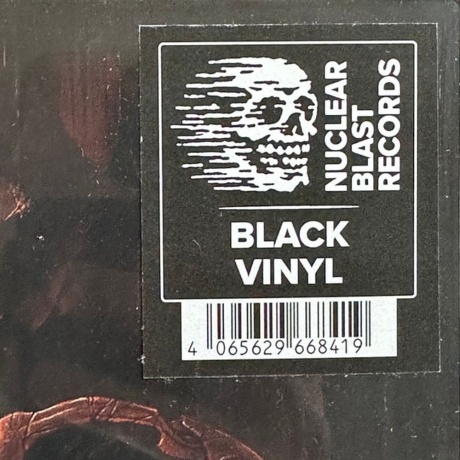 NUCLEAR
BLAST
RECORDS
BLACK
VINYL
4 065629 668419